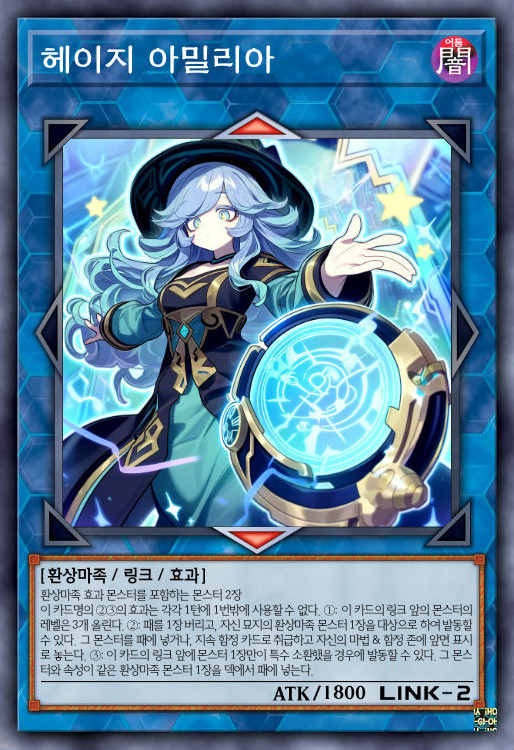 헤이지 아밀리아
어둠
闇
[환상마족 / 링크 / 효과]
환상마족 효과 몬스터를 포함하는 몬스터 2장
이 카드명의 ②③의 효과는 각각 1턴에 1번밖에 사용할 수 없다. ①: 이 카드의 링크 앞의 몬스터의
레벨은 3개 올린다. ②: 패를 1장 버리고, 자신 묘지의 환상마족 몬스터 1장을 대상으로 하여 발동할
수 있다. 그 몬스터를 패에 넣거나, 지속 함정 카드로 취급하고 자신의 마법 & 함정 존에 앞면 표시
로 놓는다. ③: 이 카드의 링크 앞에 몬스터 1장만이 특수 소환했을 경우에 발동할 수 있다. 그 몬스
터와 속성이 같은 환상마족 몬스터 1장을 덱에서 패에 넣는다.
ATK/1800 LINK-2